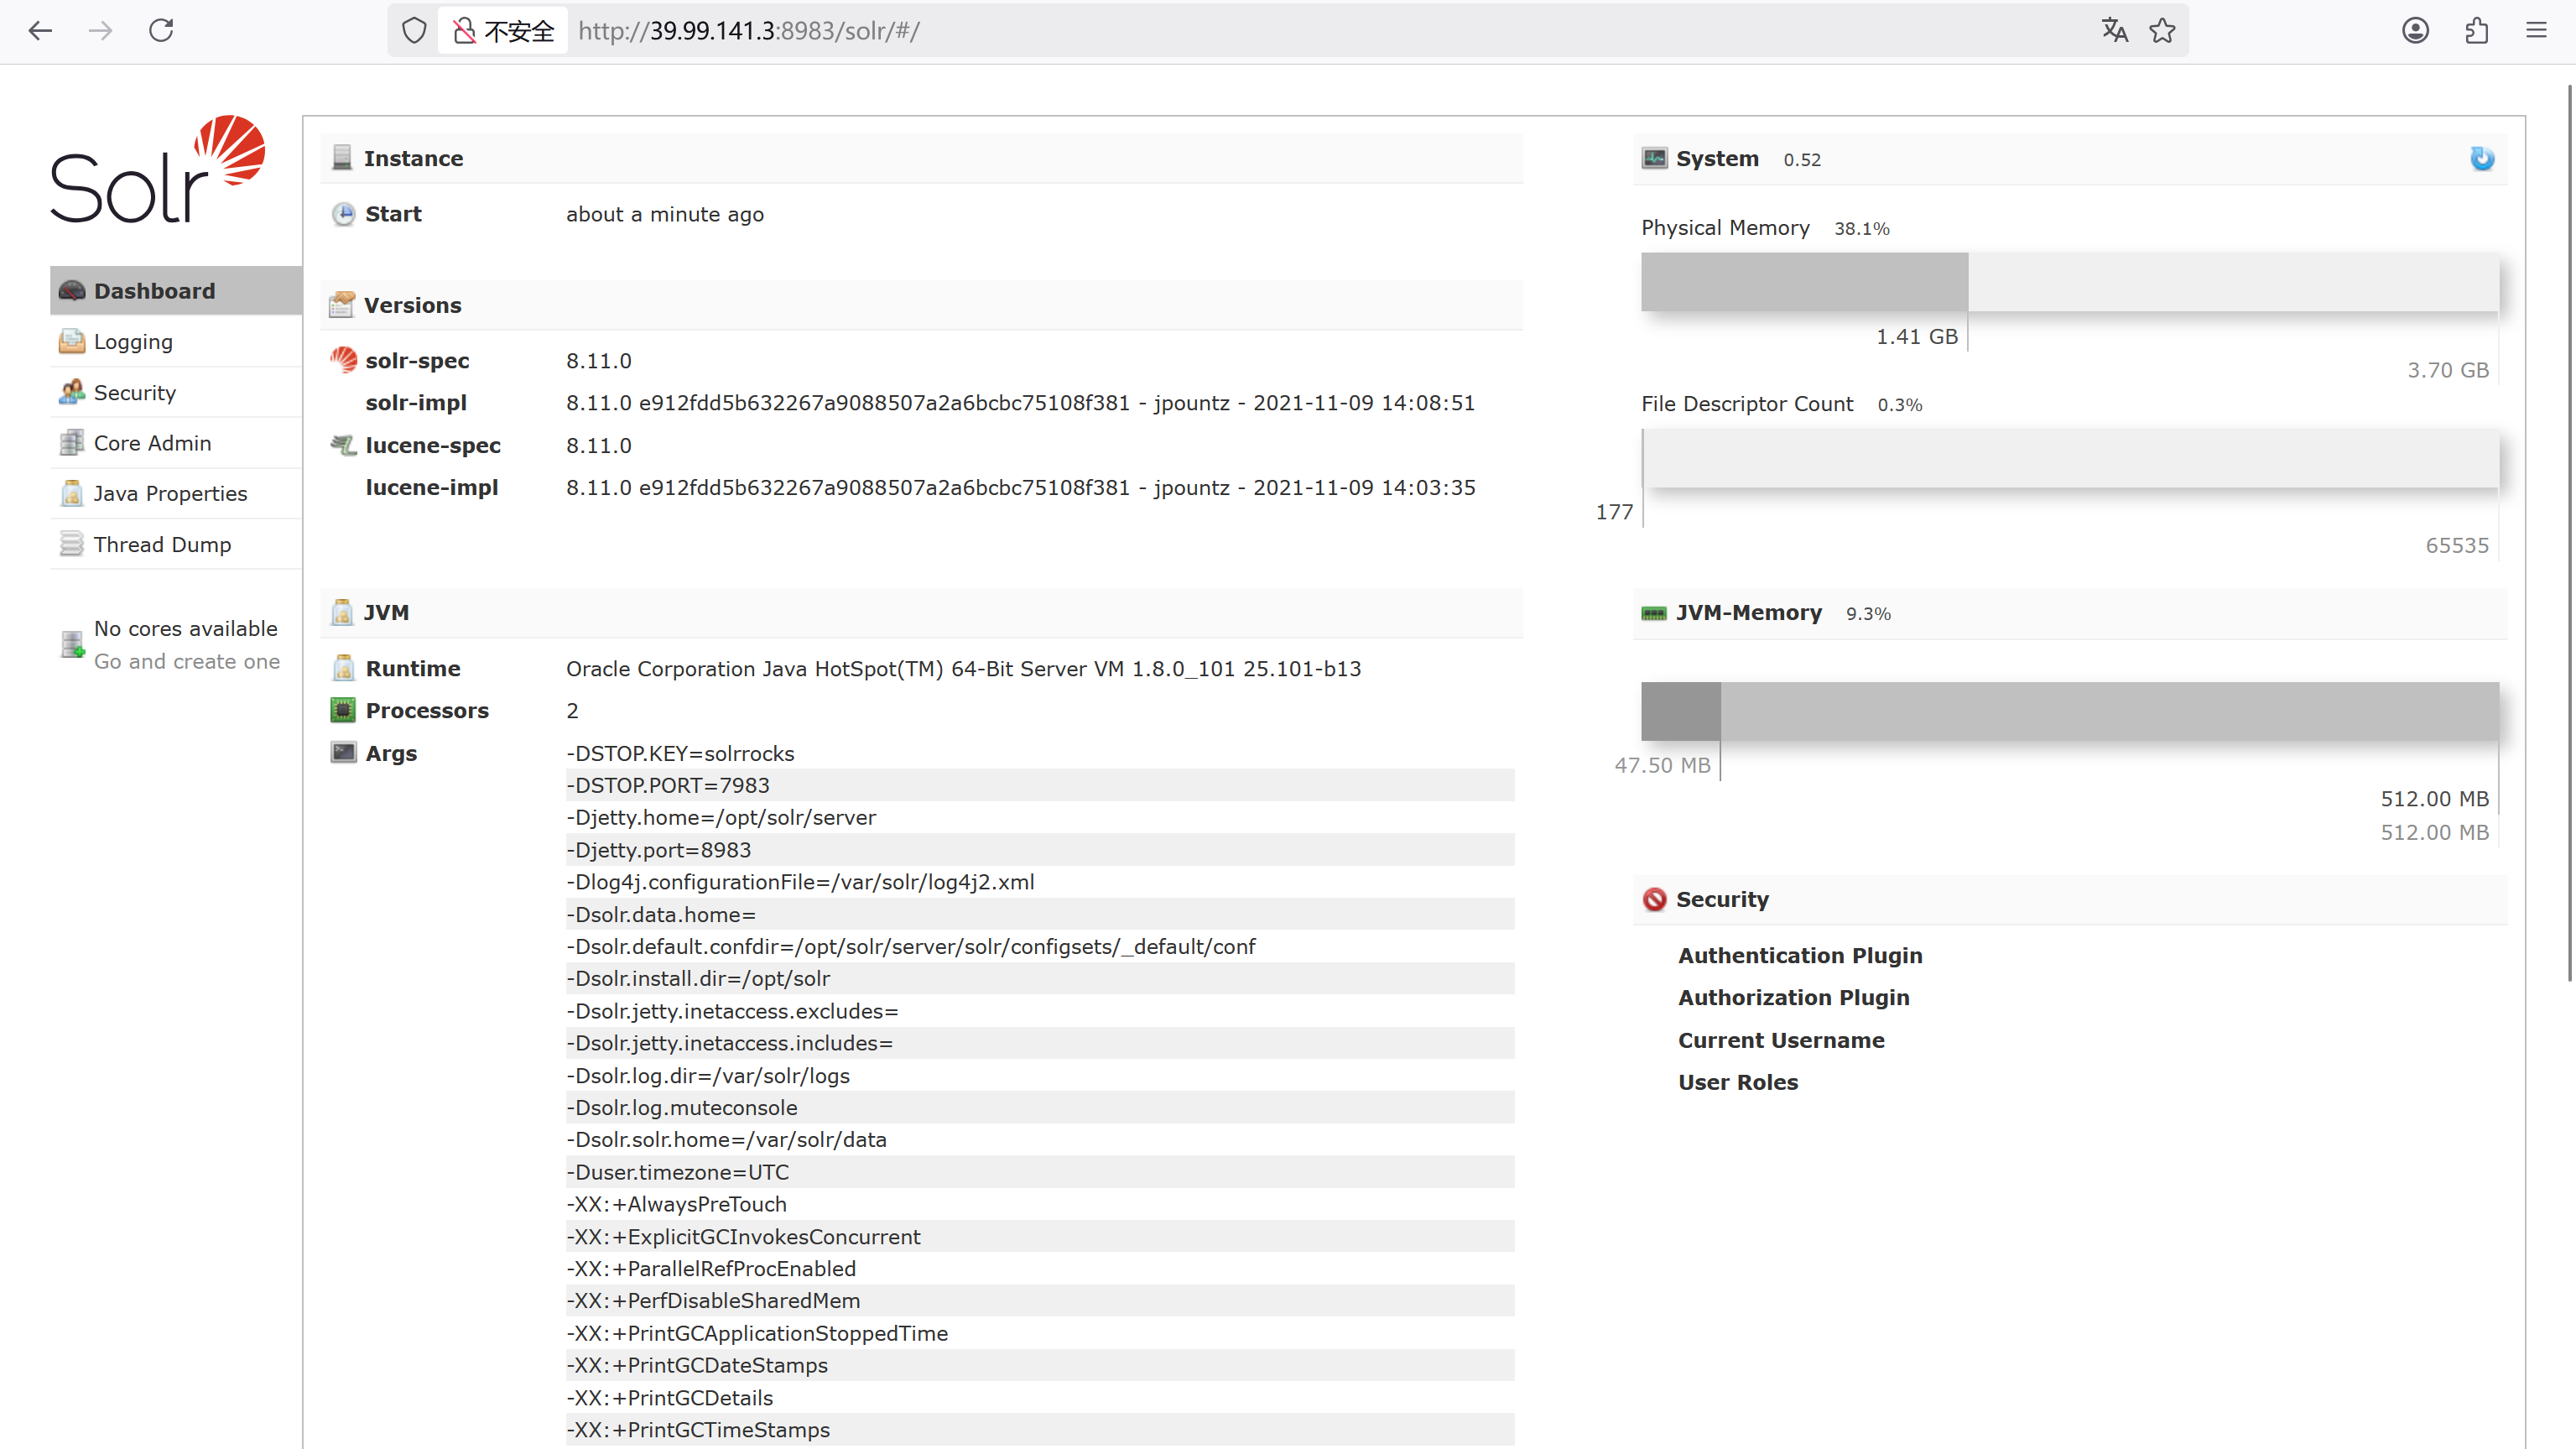 不安全 http://39.99.141.3:8983/solr/#/
Solr
Dashboard
Logging
Security
Core Admin
Java Properties
Thread Dump
No cores available
Go and create one
Instance
Start about a minute ago
Versions
solr-spec 8.11.0
solr-impl 8.11.0 e912fdd5b632267a9088507a2a6bcbc75108f381 - jpountz - 2021-11-09 14:08:51
lucene-spec 8.11.0
lucene-impl 8.11.0 e912fdd5b632267a9088507a2a6bcbc75108f381 - jpountz - 2021-11-09 14:03:35
JVM
Runtime Oracle Corporation Java HotSpot(TM) 64-Bit Server VM 1.8.0_101 25.101-b13
Processors 2
Args -DSTOP.KEY=solrrocks
-DSTOP.PORT=7983
-Djetty.home=/opt/solr/server
-Djetty.port=8983
-Dlog4j.configurationFile=/var/solr/log4j2.xml
-Dsolr.data.home=
-Dsolr.default.confdir=/opt/solr/server/solr/configsets/_default/conf
-Dsolr.install.dir=/opt/solr
-Dsolr.jetty.inetaccess.excludes=
-Dsolr.jetty.inetaccess.includes=
-Dsolr.log.dir=/var/solr/logs
-Dsolr.log.muteconsole
-Dsolr.solr.home=/var/solr/data
-Duser.timezone=UTC
-XX:+AlwaysPreTouch
-XX:+ExplicitGCInvokesConcurrent
-XX:+ParallelRefProcEnabled
-XX:+PerfDisableSharedMem
-XX:+PrintGCApplicationStoppedTime
-XX:+PrintGCDateStamps
-XX:+PrintGCDetails
-XX:+PrintGCTimeStamps
System 0.52
Physical Memory 38.1%
1.41 GB
3.70 GB
File Descriptor Count 0.3%
177
65535
JVM-Memory 9.3%
47.50 MB
512.00 MB
512.00 MB
Security
Authentication Plugin
Authorization Plugin
Current Username
User Roles